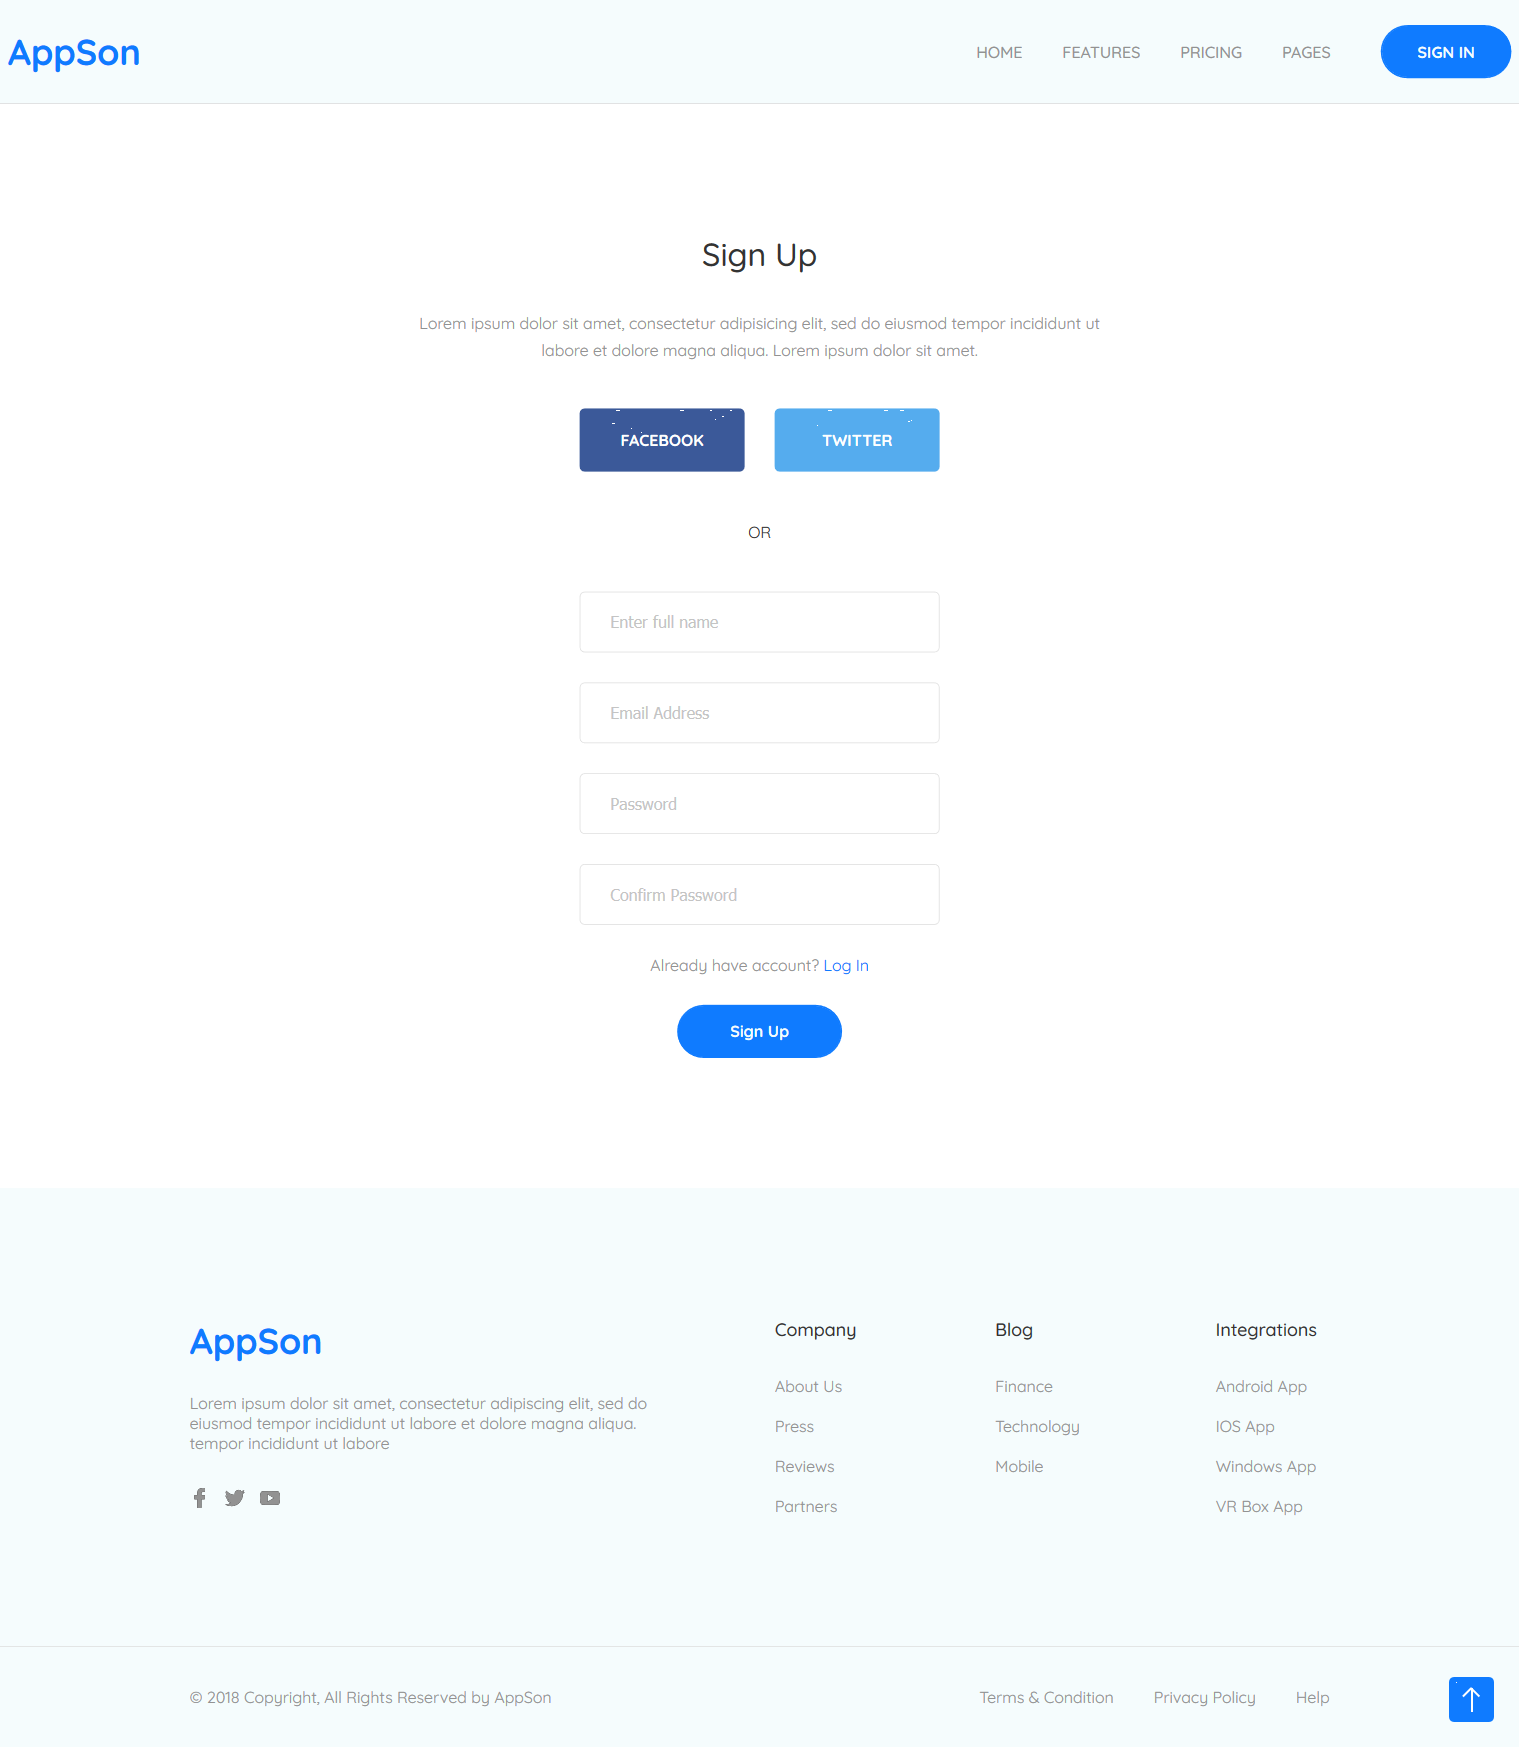 AppSon
HOME FEATURES PRICING PAGES SIGN IN
Sign Up
Lorem ipsum dolor sit amet, consectetur adipisicing elit, sed do eiusmod tempor incididunt ut
labore et dolore magna aliqua. Lorem ipsum dolor sit amet.
FACEBOOK TWITTER
OR
Enter full name
Email Address
Password
Confirm Password
Already have account? Log In
Sign Up
AppSon
Lorem ipsum dolor sit amet, consectetur adipiscing elit, sed do
eiusmod tempor incididunt ut labore et dolore magna aliqua.
tempor incididunt ut labore
Company
About Us
Press
Reviews
Partners
Blog
Finance
Technology
Mobile
Integrations
Android App
IOS App
Windows App
VR Box App
© 2018 Copyright, All Rights Reserved by AppSon
Terms & Condition Privacy Policy Help